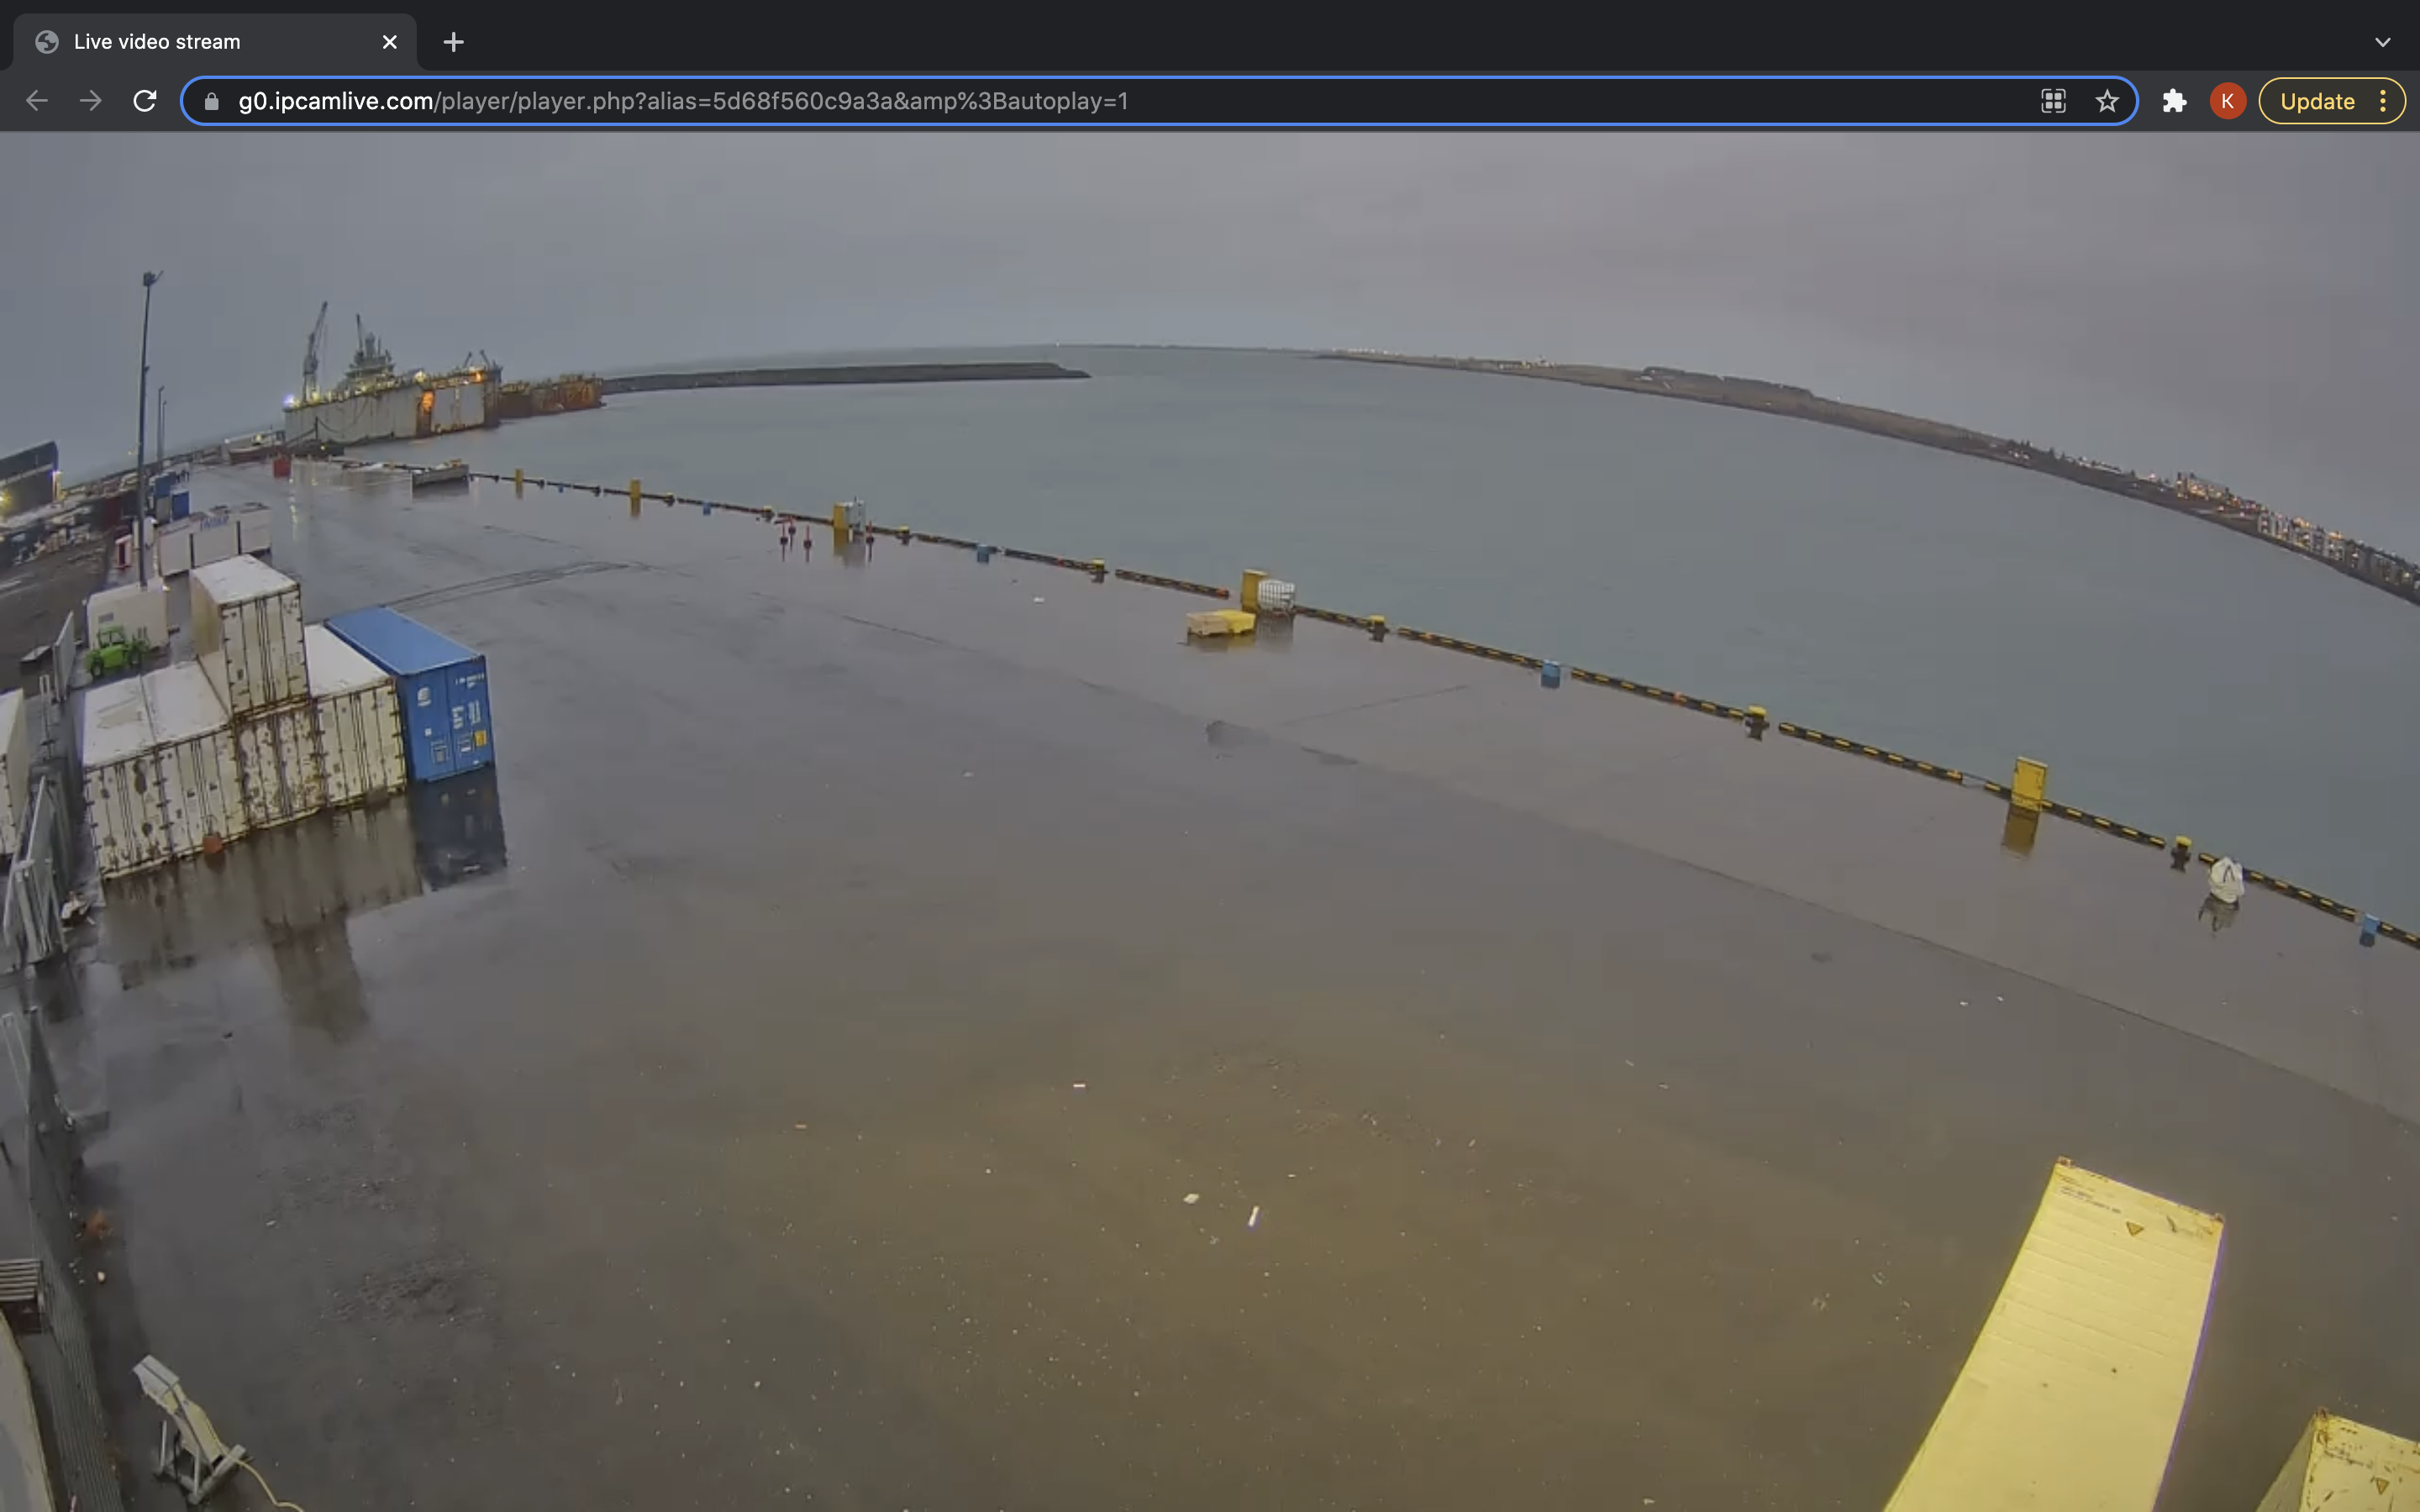 Live video stream
g0.ipcamlive.com/player/player.php?alias=5d68f560c9a3a&amp%3Bautoplay=1
K
Update